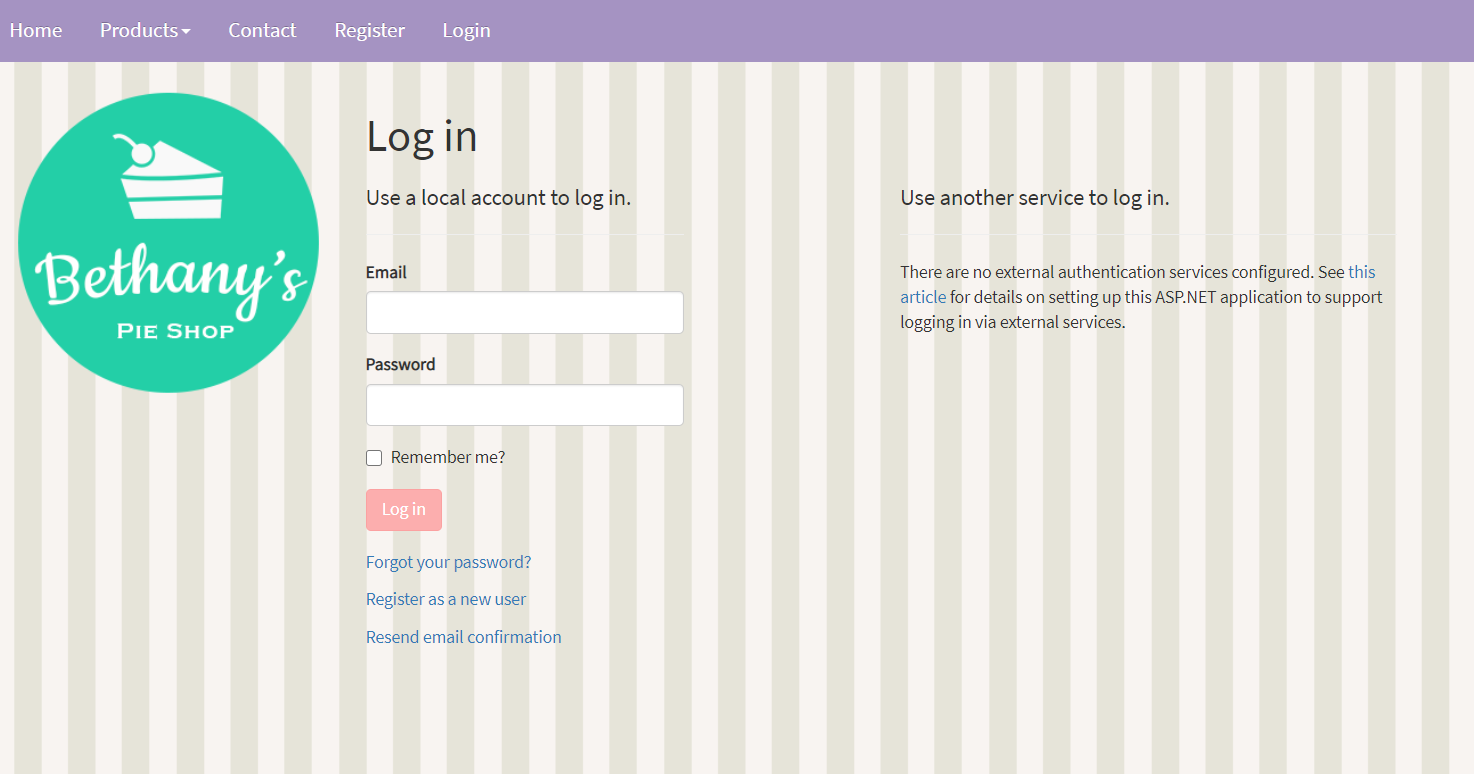 Home Products Contact Register Login
Bethany's
PIE SHOP
Log in
Use a local account to log in.
Email
Password
Remember me?
Log in
Forgot your password?
Register as a new user
Resend email confirmation
Use another service to log in.
There are no external authentication services configured. See this
article for details on setting up this ASP.NET application to support
logging in via external services.